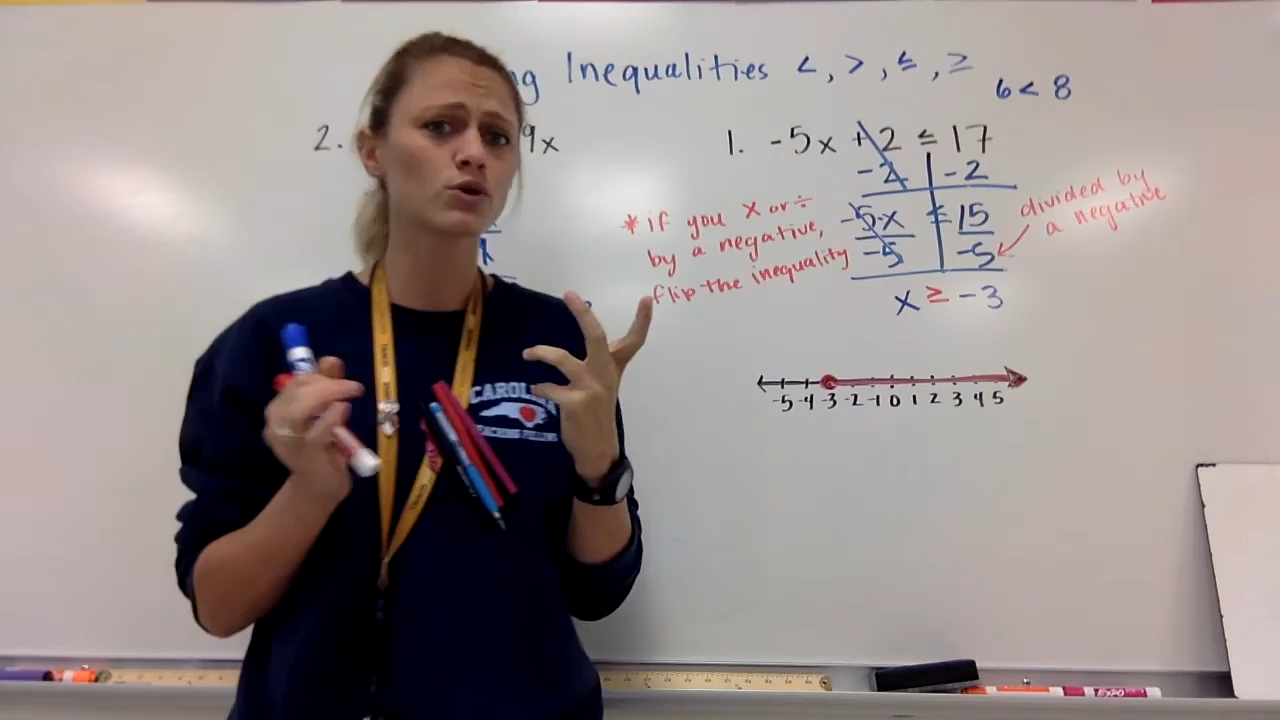 Inequalities <, >, ≤, ≥
6 < 8
2. 9x
1. -5x + 2 ≤ 17
-2 | -2
-5x ≤ 15
-5 -5
x ≥ -3
divided by
a negative
* if you x or ÷
by a negative,
flip the inequality
-5 -4 -3 -2 -1 0 1 2 3 4 5
CAROLINA
EXPO